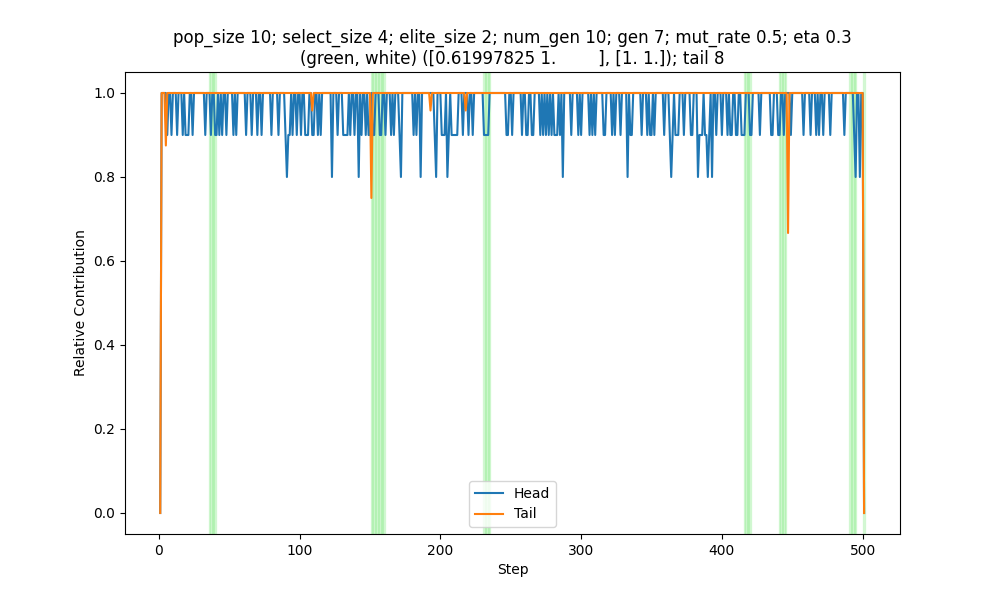 pop_size 10; select_size 4; elite_size 2; num_gen 10; gen 7; mut_rate 0.5; eta 0.3
(green, white) ([0.61997825 1.        ], [1. 1.]); tail 8
1.0
0.8
0.6
0.4
0.2
0.0
Relative Contribution
Head
Tail
0 100 200 300 400 500
Step